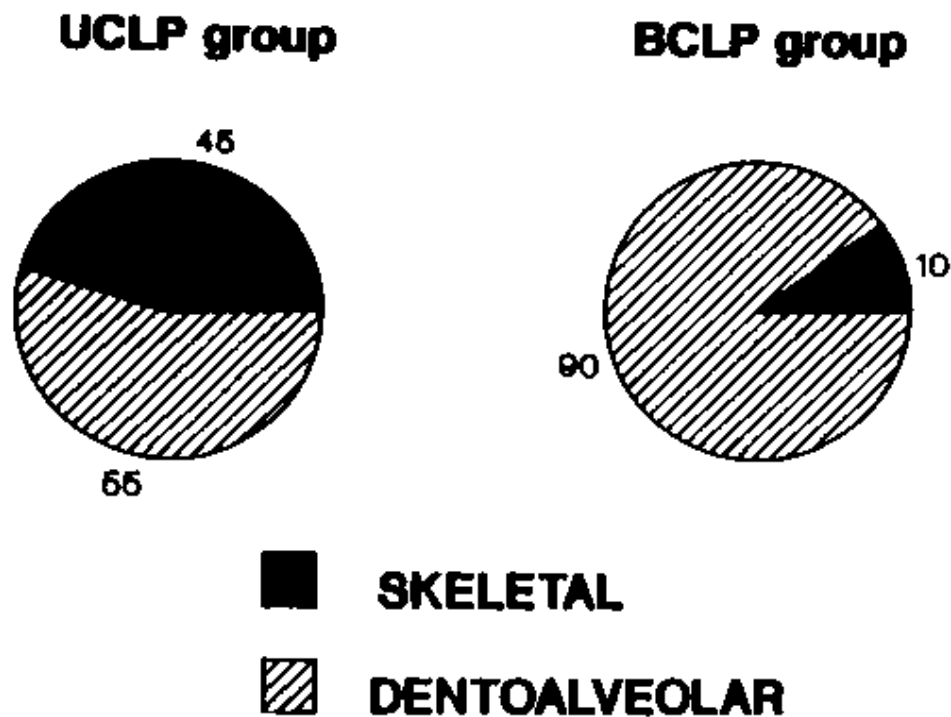 UCLP group
BCLP group
45
10
90
55
SKELETAL
DENTOALVEOLAR